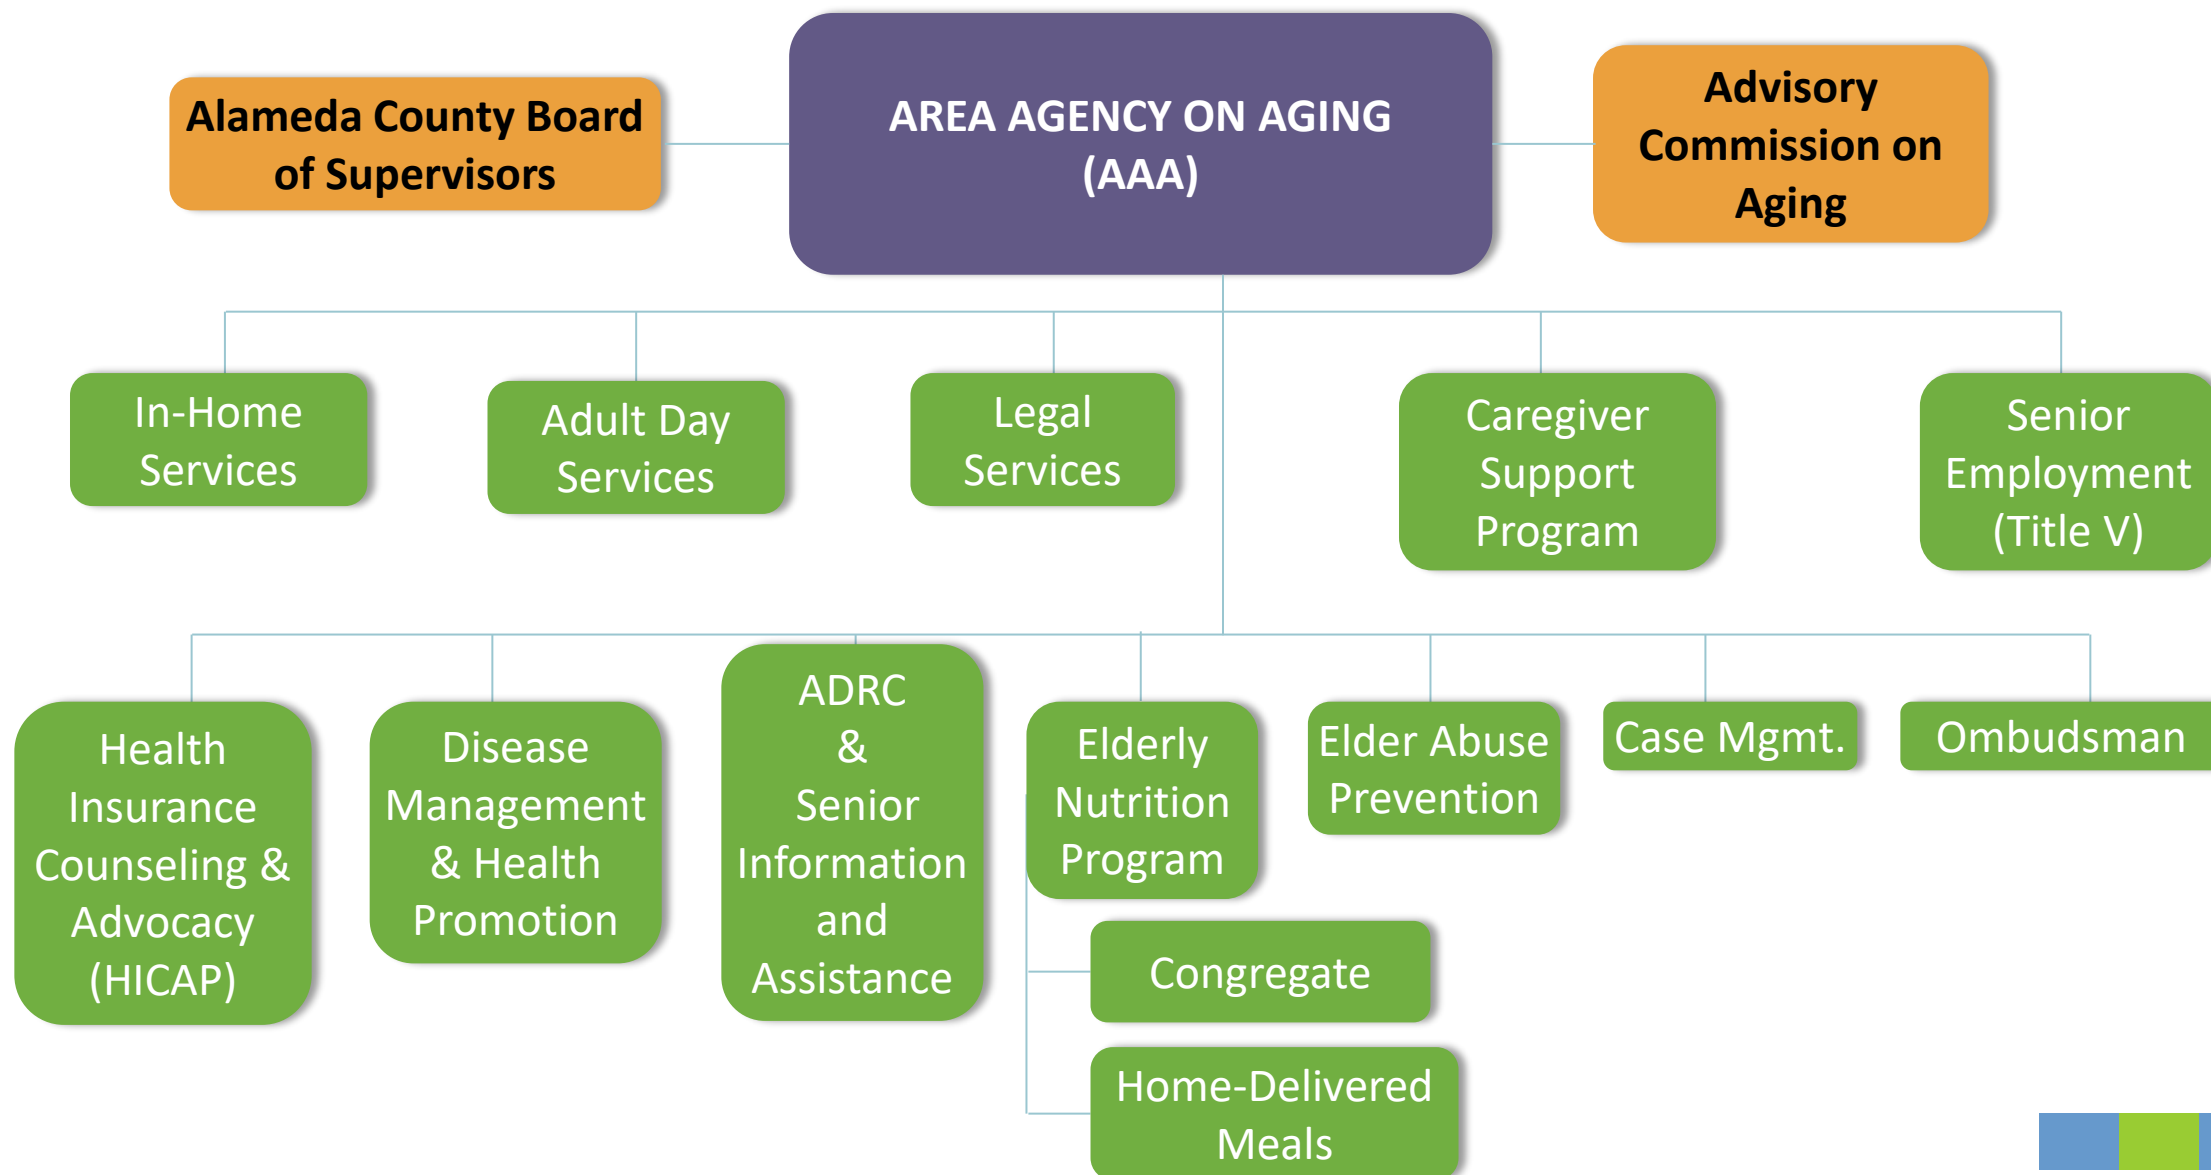 Alameda County Board
of Supervisors
AREA AGENCY ON AGING
(AAA)
Advisory
Commission on
Aging
In-Home
Services
Adult Day
Services
Legal
Services
Caregiver
Support
Program
Senior
Employment
(Title V)
Health
Insurance
Counseling &
Advocacy
(HICAP)
Disease
Management
& Health
Promotion
ADRC
&
Senior
Information
and
Assistance
Elderly
Nutrition
Program
Elder Abuse
Prevention
Case Mgmt.
Ombudsman
Congregate
Home-Delivered
Meals